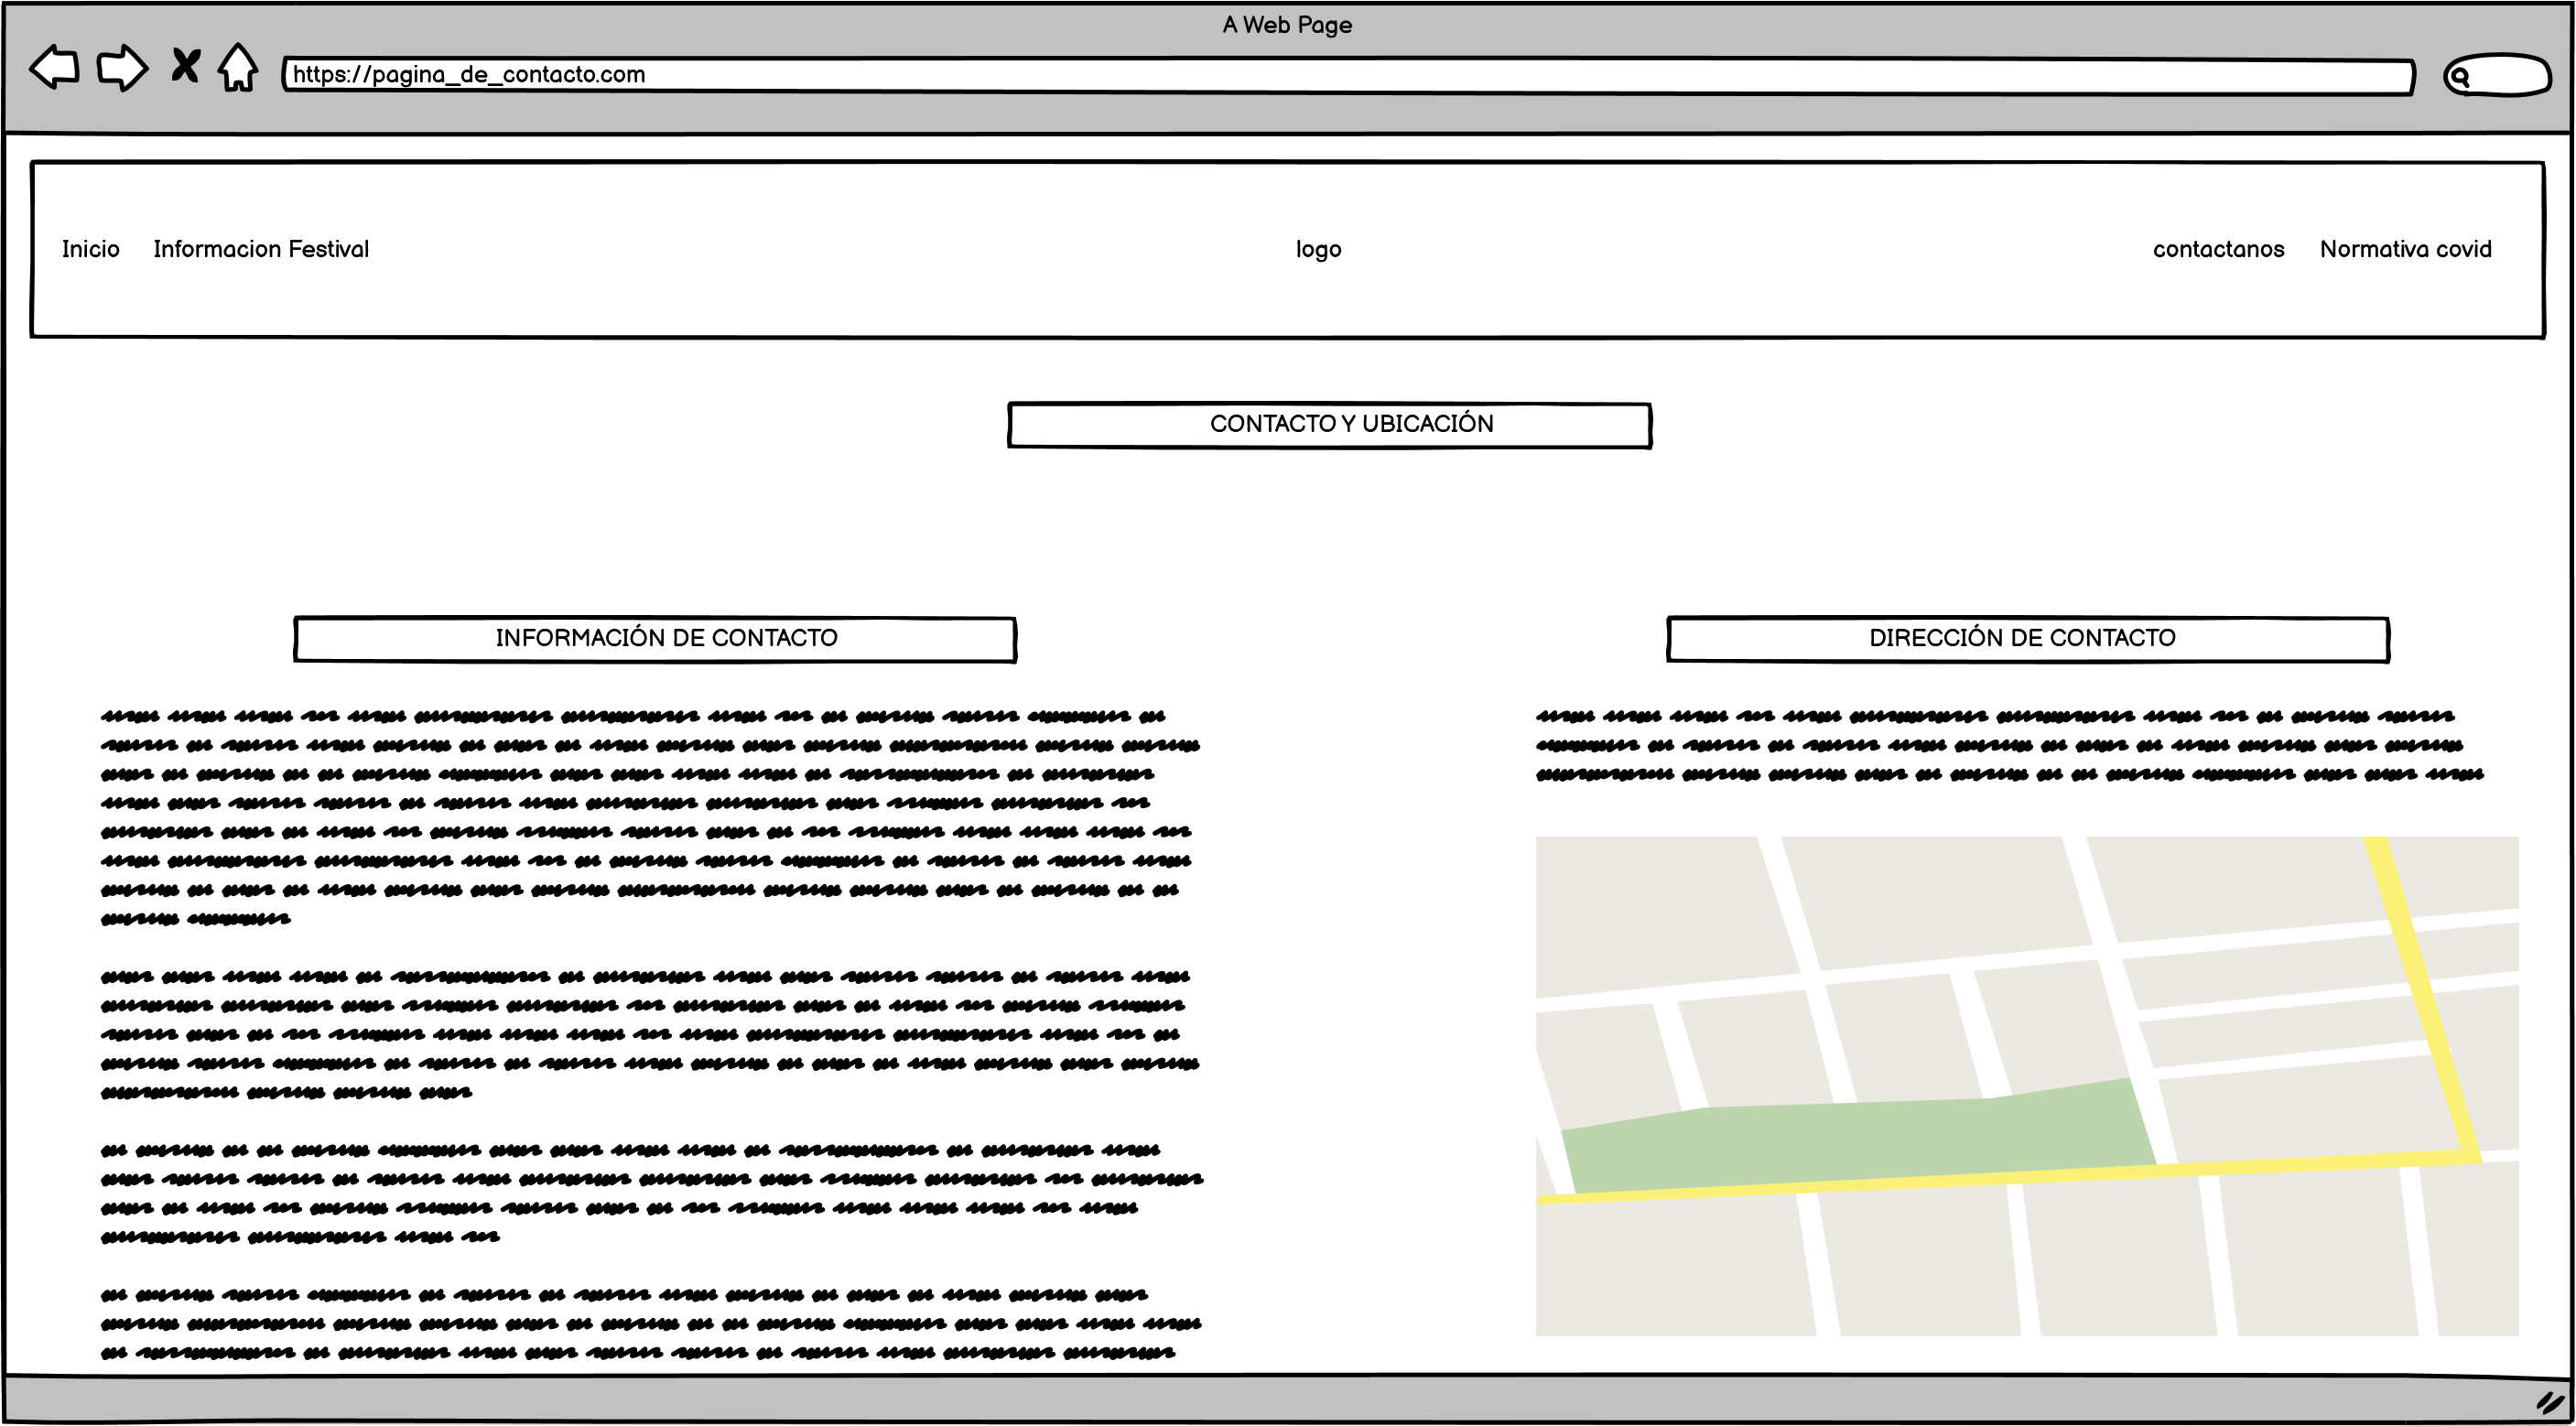 A Web Page
https://pagina_de_contacto.com
Inicio Informacion Festival logo contactanos Normativa covid
CONTACTO Y UBICACIÓN
INFORMACIÓN DE CONTACTO
DIRECCIÓN DE CONTACTO